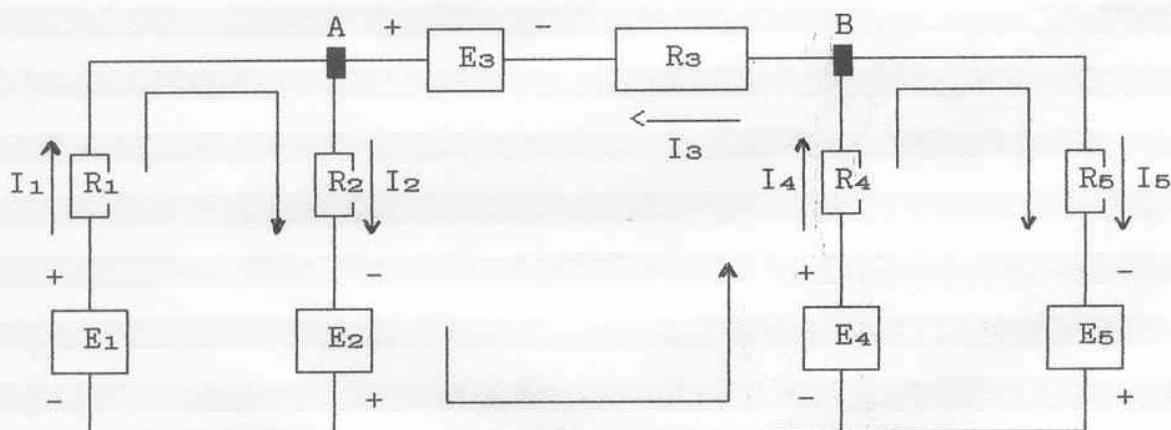 A + - B
E₃ R₃
I₃
I₁ R₁ R₂ I₂ I₄ R₄ R₅ I₅
+ - + -
E₁ E₂ E₄ E₅
- + - +